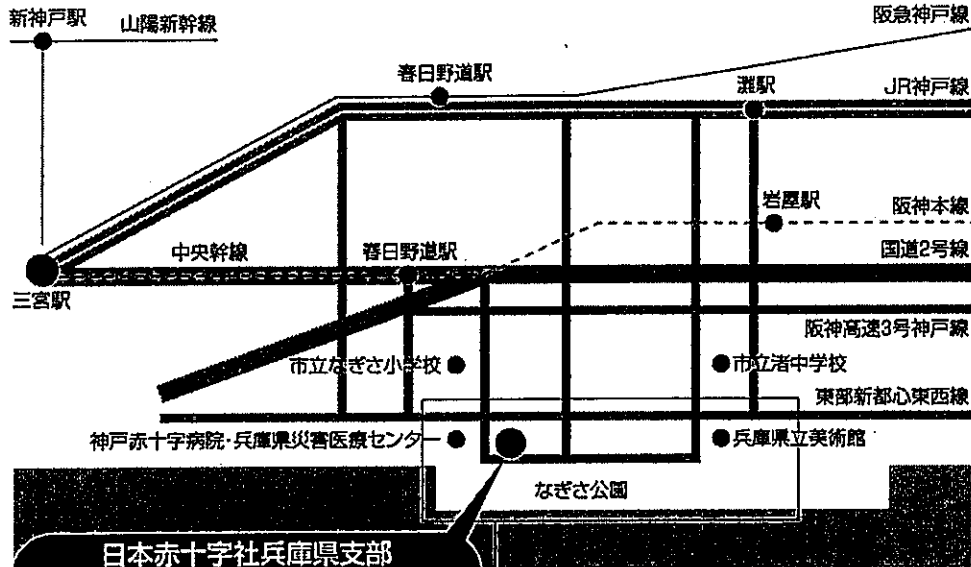 新神戸駅
山陽新幹線
阪急神戸線
春日野道駅
灘駅
JR神戸線
岩屋駅
阪神本線
中央幹線
春日野道駅
国道2号線
三宮駅
阪神高速3号神戸線
市立なぎさ小学校
市立渚中学校
東部新都心東西線
神戸赤十字病院・兵庫県災害医療センター
兵庫県立美術館
なぎさ公園
日本赤十字社兵庫県支部